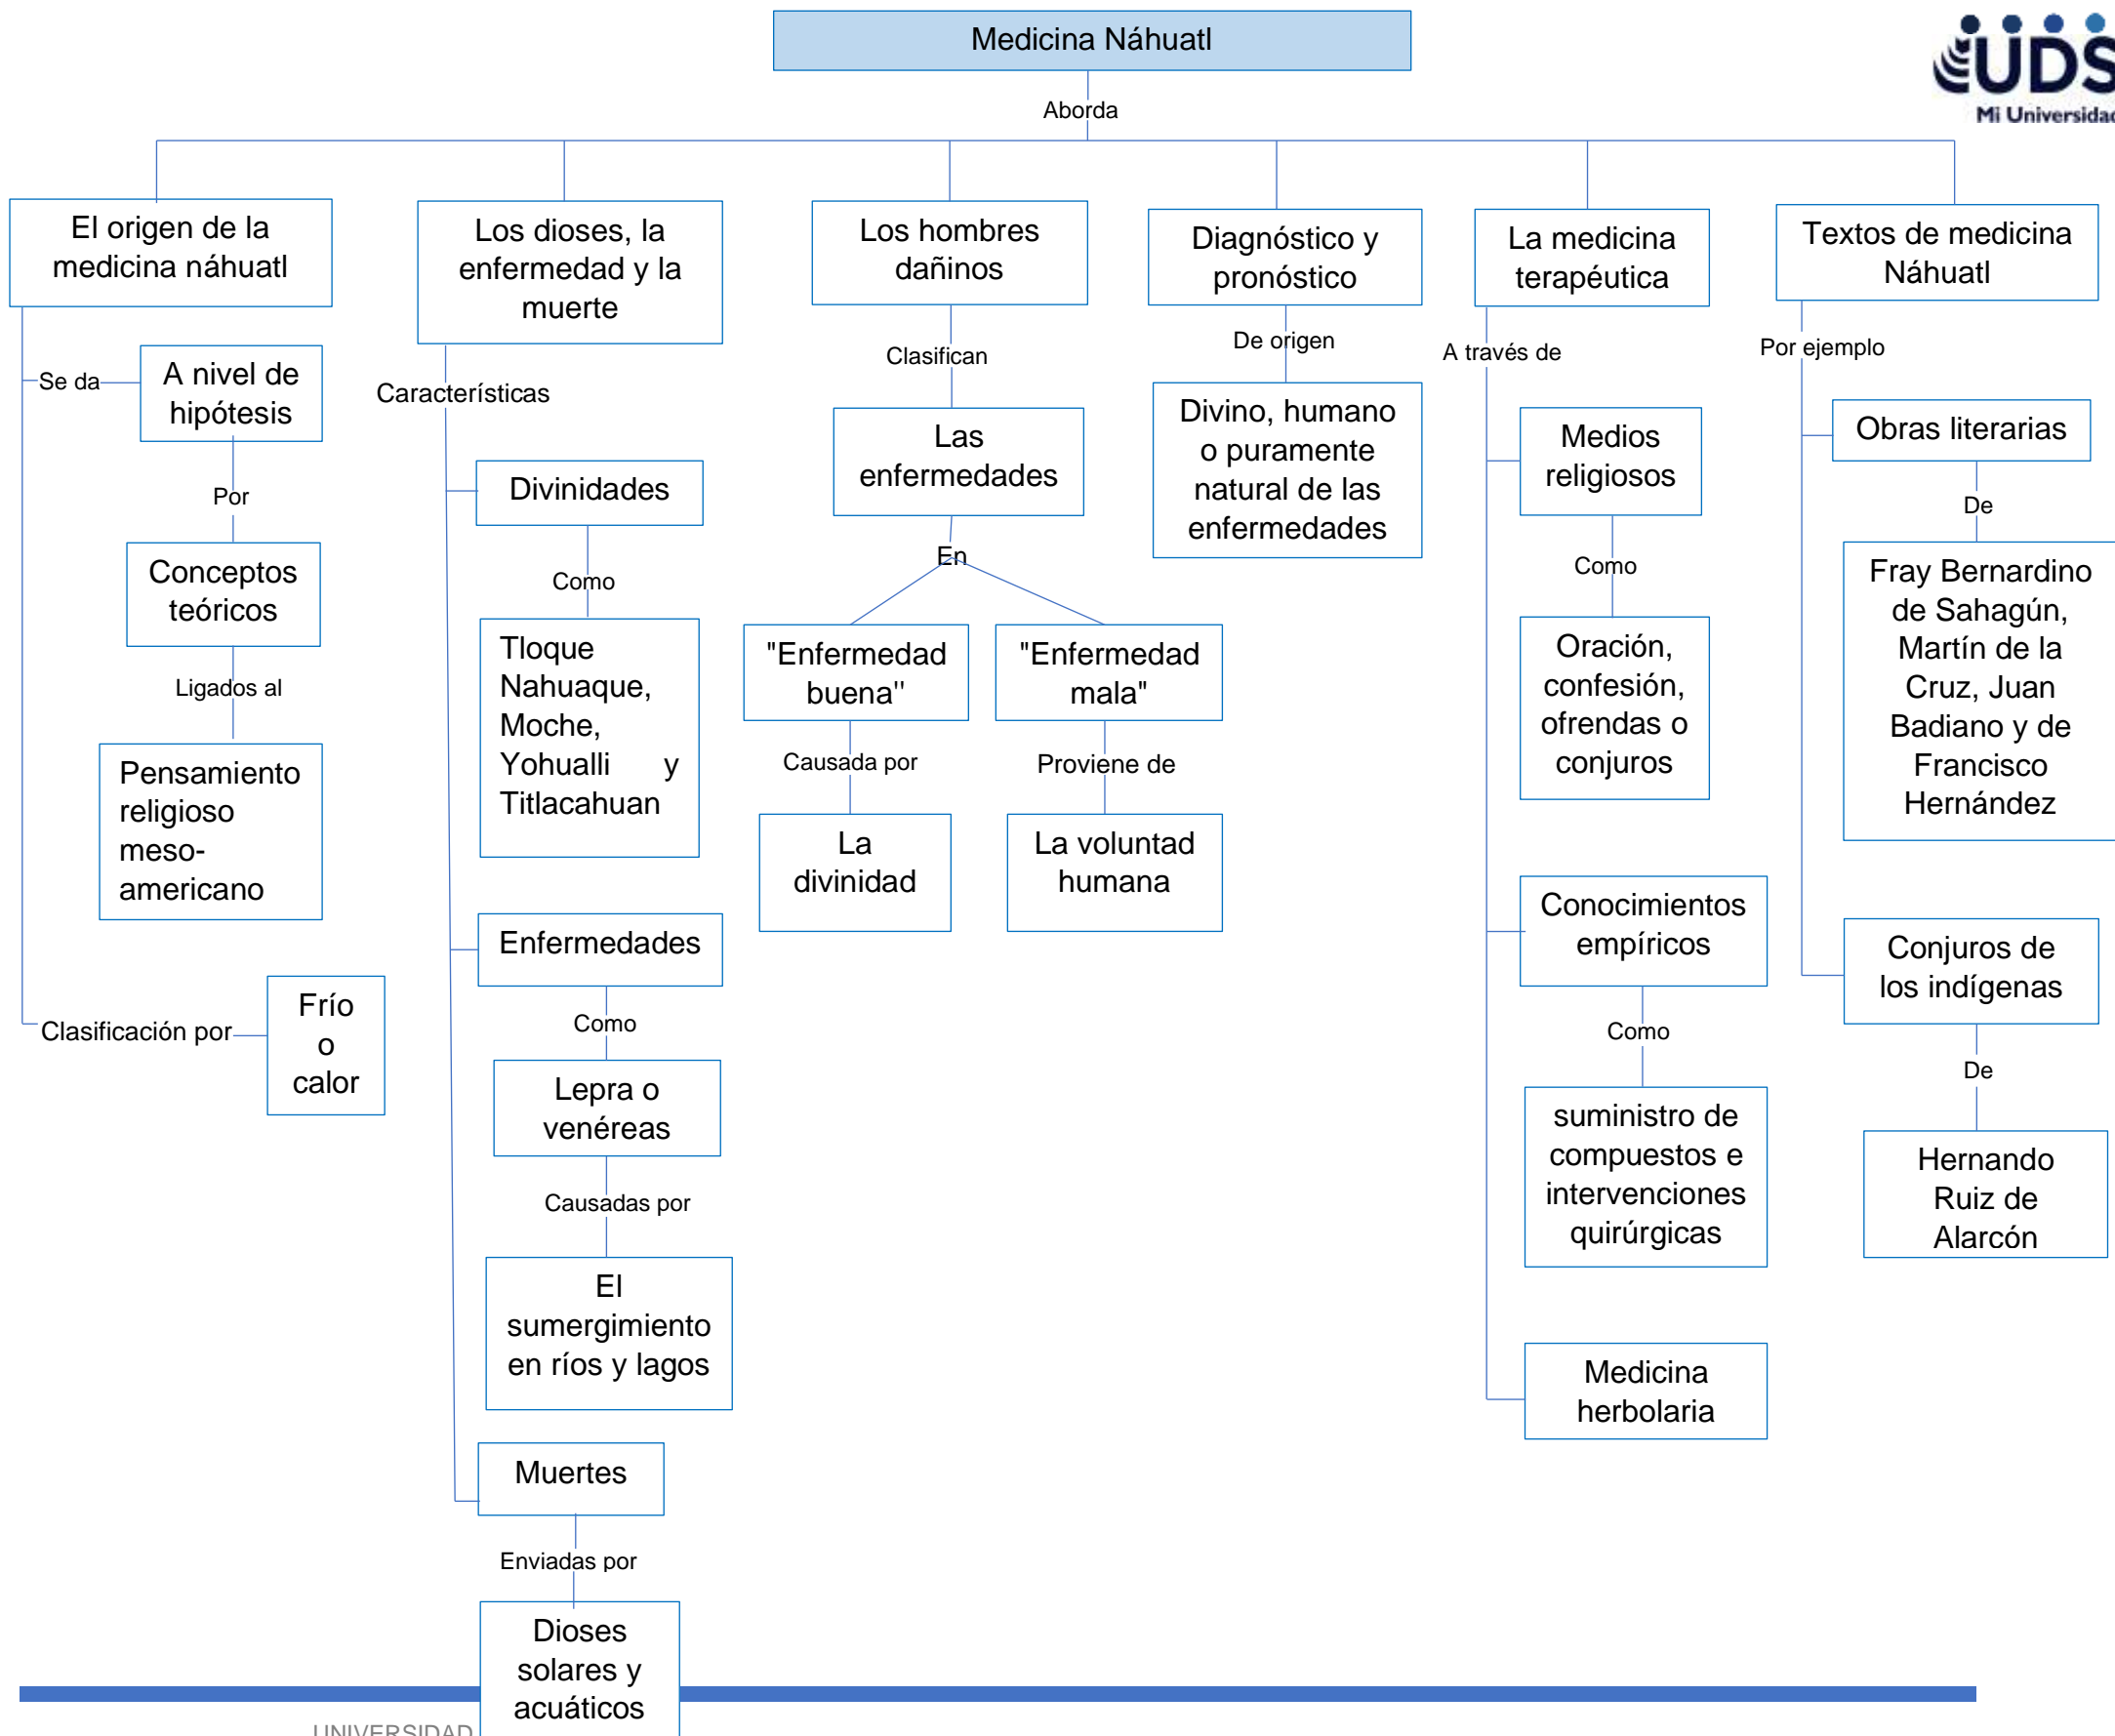 Medicina Náhuatl
UDS
Mi Universidad
Aborda
El origen de la
medicina náhuatl
Se da
A nivel de
hipótesis
Por
Conceptos
teóricos
Ligados al
Pensamiento
religioso
meso-
americano
Clasificación por
Frío
o
calor
Los dioses, la
enfermedad y la
muerte
Características
Divinidades
Como
Tloque
Nahuaque,
Moche,
Yohualli y
Titlacahuan
Enfermedades
Como
Lepra o
venéreas
Causadas por
El
sumergimiento
en ríos y lagos
Muertes
Enviadas por
Dioses
solares y
acuáticos
Los hombres
dañinos
Clasifican
Las
enfermedades
En
"Enfermedad
buena"
Causada por
La
divinidad
"Enfermedad
mala"
Proviene de
La voluntad
humana
Diagnóstico y
pronóstico
De origen
Divino, humano
o puramente
natural de las
enfermedades
La medicina
terapéutica
A través de
Medios
religiosos
Como
Oración,
confesión,
ofrendas o
conjuros
Conocimientos
empíricos
Como
suministro de
compuestos e
intervenciones
quirúrgicas
Medicina
herbolaria
Textos de medicina
Náhuatl
Por ejemplo
Obras literarias
De
Fray Bernardino
de Sahagún,
Martín de la
Cruz, Juan
Badiano y de
Francisco
Hernández
Conjuros de
los indígenas
De
Hernando
Ruiz de
Alarcón
UNIVERSIDAD